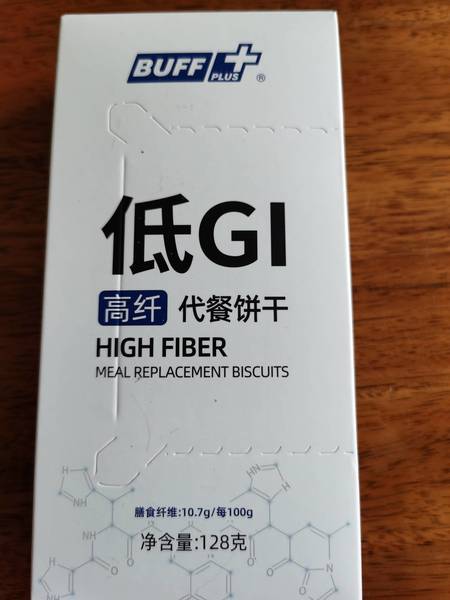 BUFF
PLUS ®
低GI
高纤 代餐饼干
HIGH FIBER
MEAL REPLACEMENT BISCUITS
膳食纤维:10.7g/每100g
净含量:128克